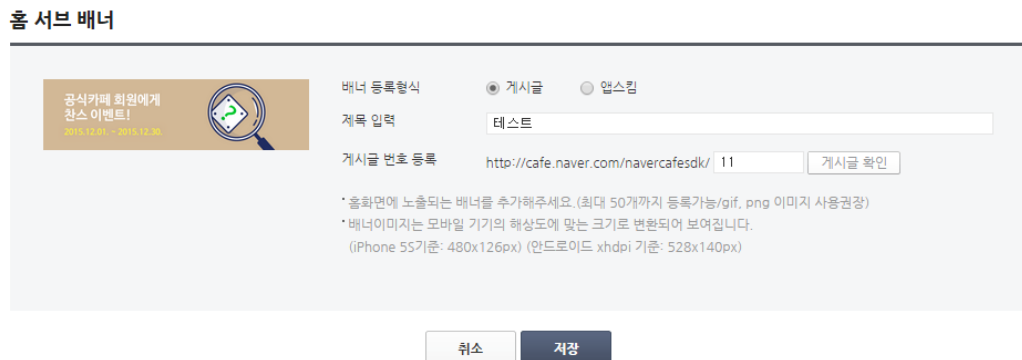 홈 서브 배너
공식카페 회원에게
찬스 이벤트!
2015.12.01. ~ 2015.12.30.
배너 등록형식 게시글 앱스킴
제목 입력 테스트
게시글 번호 등록 http://cafe.naver.com/navercafesdk/ 11 게시글 확인
홈화면에 노출되는 배너를 추가해주세요.(최대 50개까지 등록가능/gif, png 이미지 사용권장)
배너이미지는 모바일 기기의 해상도에 맞는 크기로 변환되어 보여집니다.
(iPhone 5S기준: 480x126px) (안드로이드 xhdpi 기준: 528x140px)
취소 저장